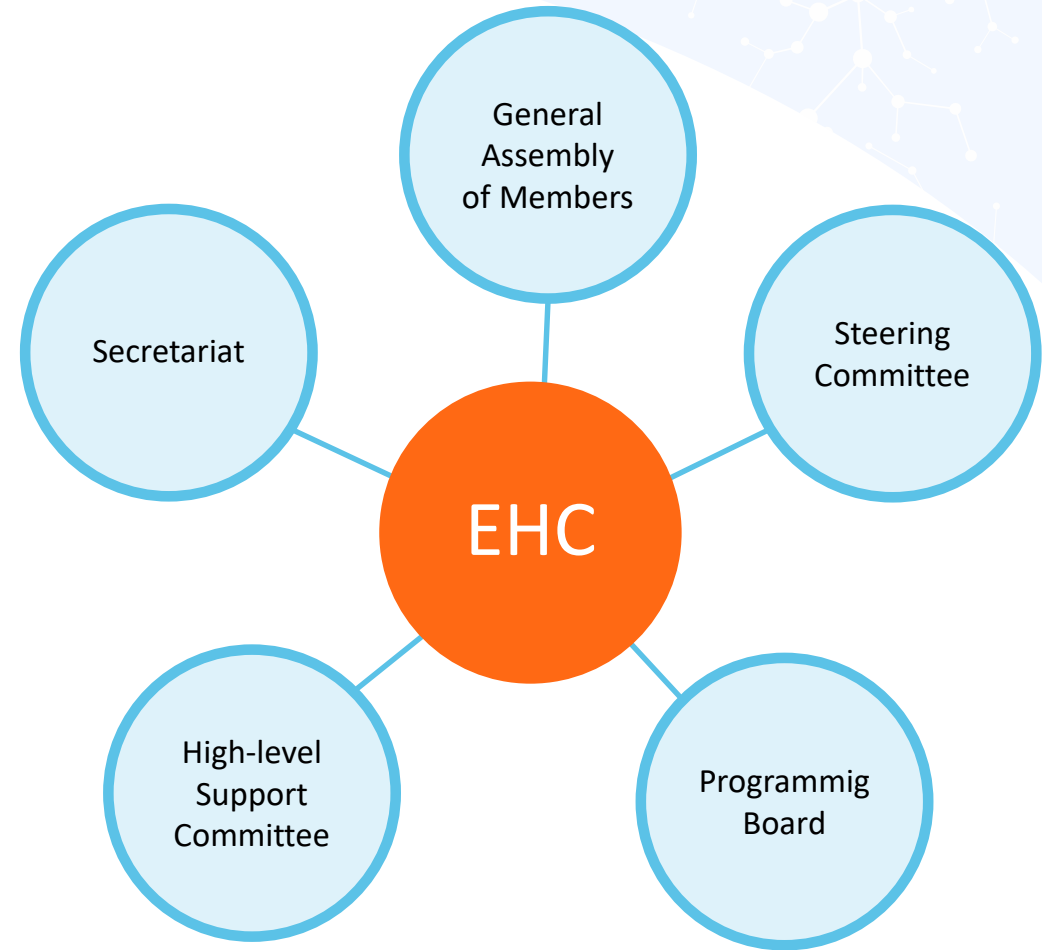 General
Assembly
of Members
Secretariat
Steering
Committee
EHC
High-level
Support
Committee
Programmig
Board